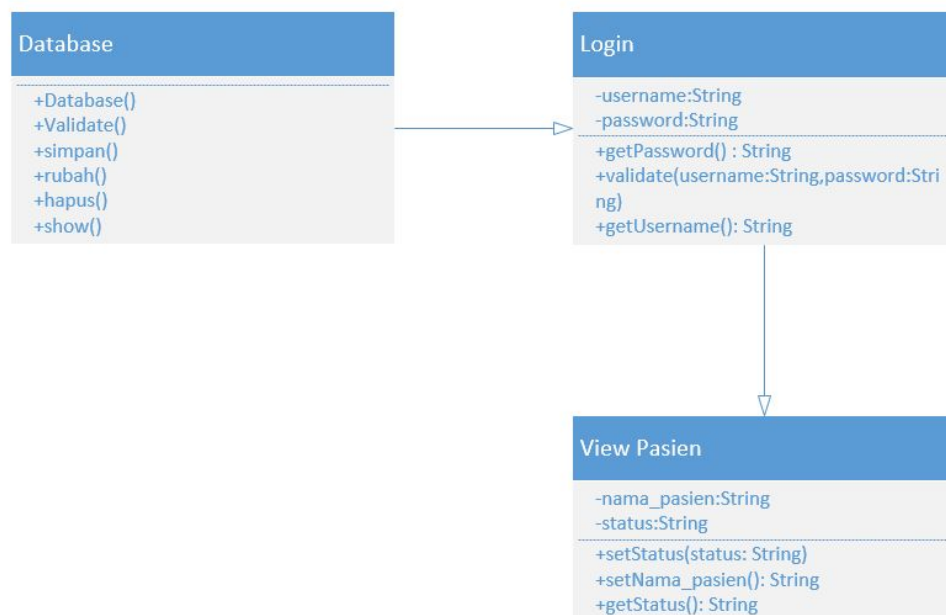 Database
+Database()
+Validate()
+simpan()
+rubah()
+hapus()
+show()
Login
-username:String
-password:String
+getPassword() : String
+validate(username:String,password:Stri
ng)
+getUsername(): String
View Pasien
-nama_pasien:String
-status:String
+setStatus(status: String)
+setNama_pasien(): String
+getStatus(): String